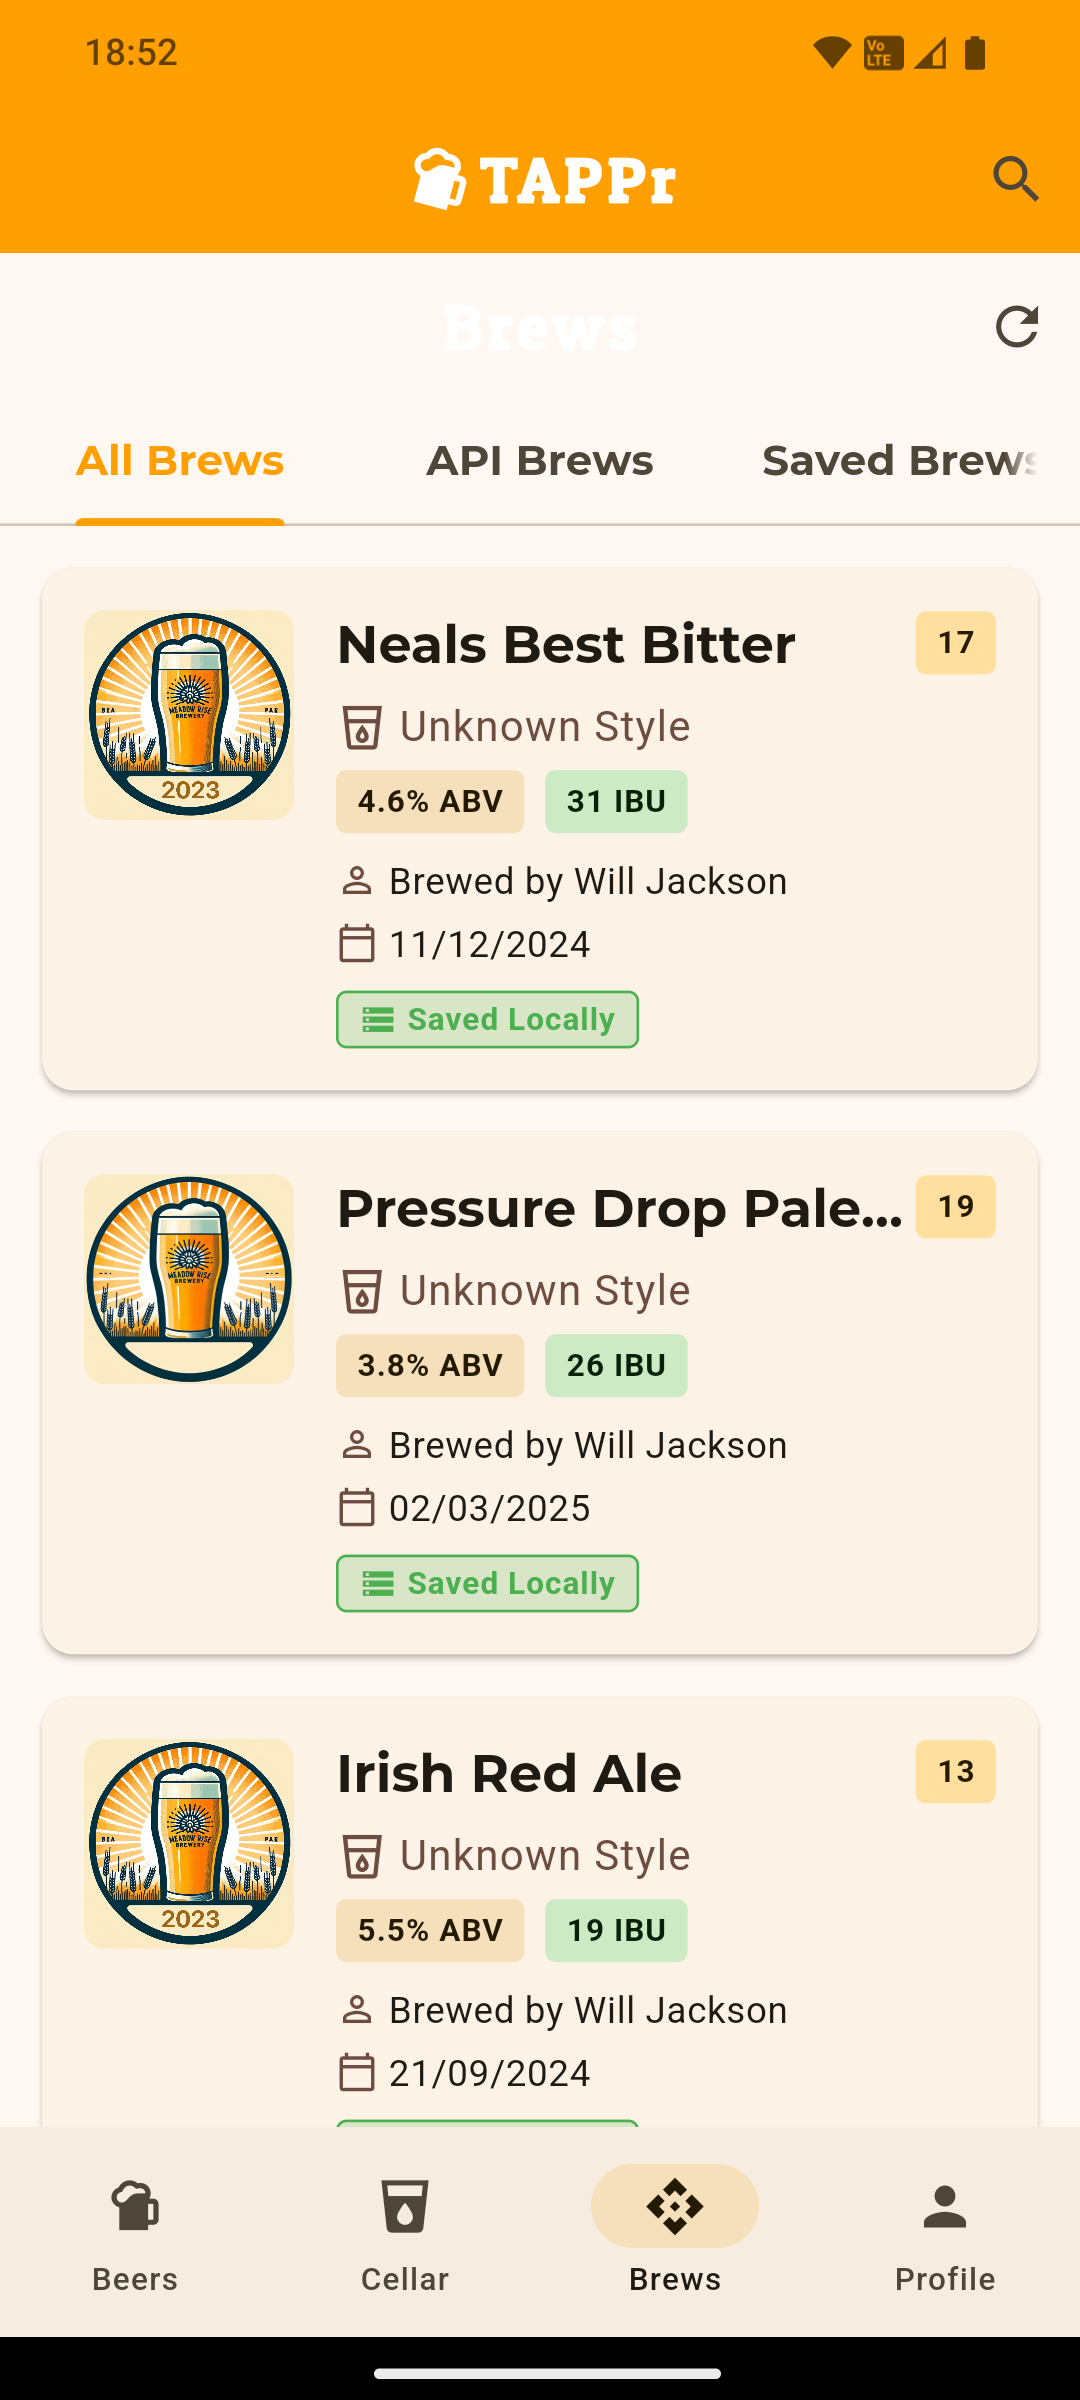 18:52
Vo
LTE
TAPPr
Brews
All Brews
API Brews
Saved Brews
Neals Best Bitter
17
Unknown Style
4.6% ABV
31 IBU
Brewed by Will Jackson
11/12/2024
Saved Locally
MEADOW RISE
BREWERY
2023
Pressure Drop Pale...
19
Unknown Style
3.8% ABV
26 IBU
Brewed by Will Jackson
02/03/2025
Saved Locally
MEADOW RISE
BREWERY
Irish Red Ale
13
Unknown Style
5.5% ABV
19 IBU
Brewed by Will Jackson
21/09/2024
MEADOW RISE
BREWERY
2023
Beers
Cellar
Brews
Profile